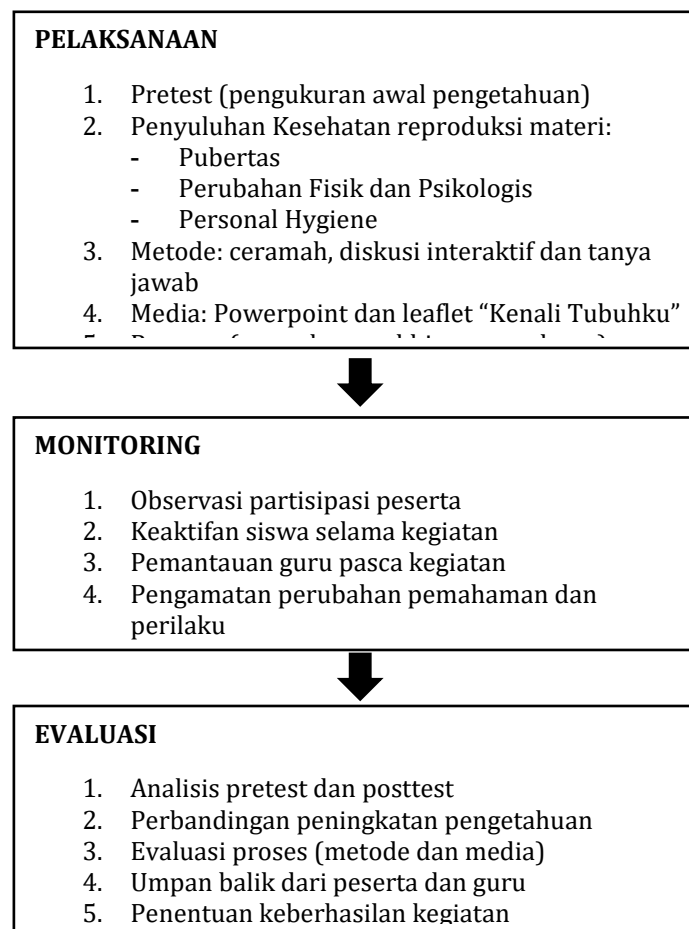 PELAKSANAAN
1. Pretest (pengukuran awal pengetahuan)
2. Penyuluhan Kesehatan reproduksi materi:
- Pubertas
- Perubahan Fisik dan Psikologis
- Personal Hygiene
3. Metode: ceramah, diskusi interaktif dan tanya
jawab
4. Media: Powerpoint dan leaflet “Kenali Tubuhku”
MONITORING
1. Observasi partisipasi peserta
2. Keaktifan siswa selama kegiatan
3. Pemantauan guru pasca kegiatan
4. Pengamatan perubahan pemahaman dan
perilaku
EVALUASI
1. Analisis pretest dan posttest
2. Perbandingan peningkatan pengetahuan
3. Evaluasi proses (metode dan media)
4. Umpan balik dari peserta dan guru
5. Penentuan keberhasilan kegiatan